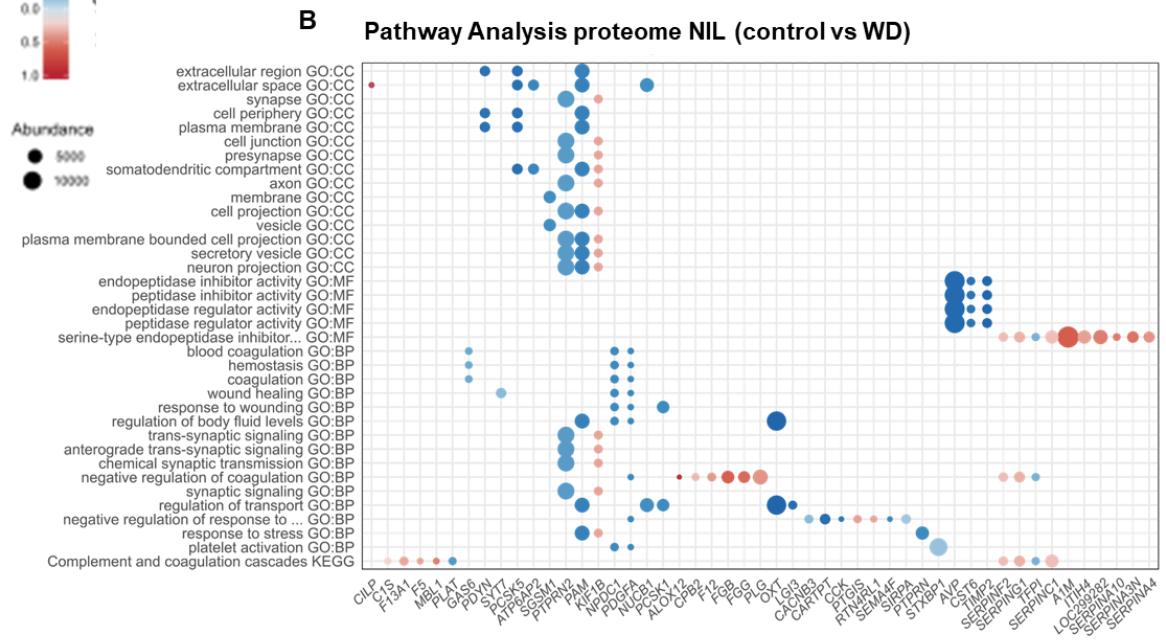 0.0
0.5
1.0
Abundance
5000
10000
B
Pathway Analysis proteome NIL (control vs WD)
extracellular region GO:CC
extracellular space GO:CC
synapse GO:CC
cell periphery GO:CC
plasma membrane GO:CC
cell junction GO:CC
presynapse GO:CC
somatodendritic compartment GO:CC
axon GO:CC
membrane GO:CC
cell projection GO:CC
vesicle GO:CC
plasma membrane bounded cell projection GO:CC
secretory vesicle GO:CC
neuron projection GO:CC
endopeptidase inhibitor activity GO:MF
peptidase inhibitor activity GO:MF
endopeptidase regulator activity GO:MF
peptidase regulator activity GO:MF
serine-type endopeptidase inhibitor... GO:MF
blood coagulation GO:BP
hemostasis GO:BP
coagulation GO:BP
wound healing GO:BP
response to wounding GO:BP
regulation of body fluid levels GO:BP
trans-synaptic signaling GO:BP
anterograde trans-synaptic signaling GO:BP
chemical synaptic transmission GO:BP
negative regulation of coagulation GO:BP
synaptic signaling GO:BP
regulation of transport GO:BP
negative regulation of response to ... GO:BP
response to stress GO:BP
platelet activation GO:BP
Complement and coagulation cascades KEGG
CILP
C1S
F13A1
F5
MBL1
PLAT
GAS6
PDYN
SYT7
PCSK5
ATP6AP2
SGSM1
PTPRN2
PAM
KIF1B
NPDC1
PDGFA
NUCB1
PCSK1
ALOX12
CPB2
F12
FGB
FGG
PLG
OXT
LGI3
CACNB3
CARTPT
CCK
PTGIS
RTN4RL1
SEMA4F
SIRPA
PTPRN
STXBP1
AVP
CST6
TIMP2
SERPINF2
SERPING1
TFPI
SERPINC1
A1M
ITIH4
LOC299282
SERPINA10
SERPINA3N
SERPINA4